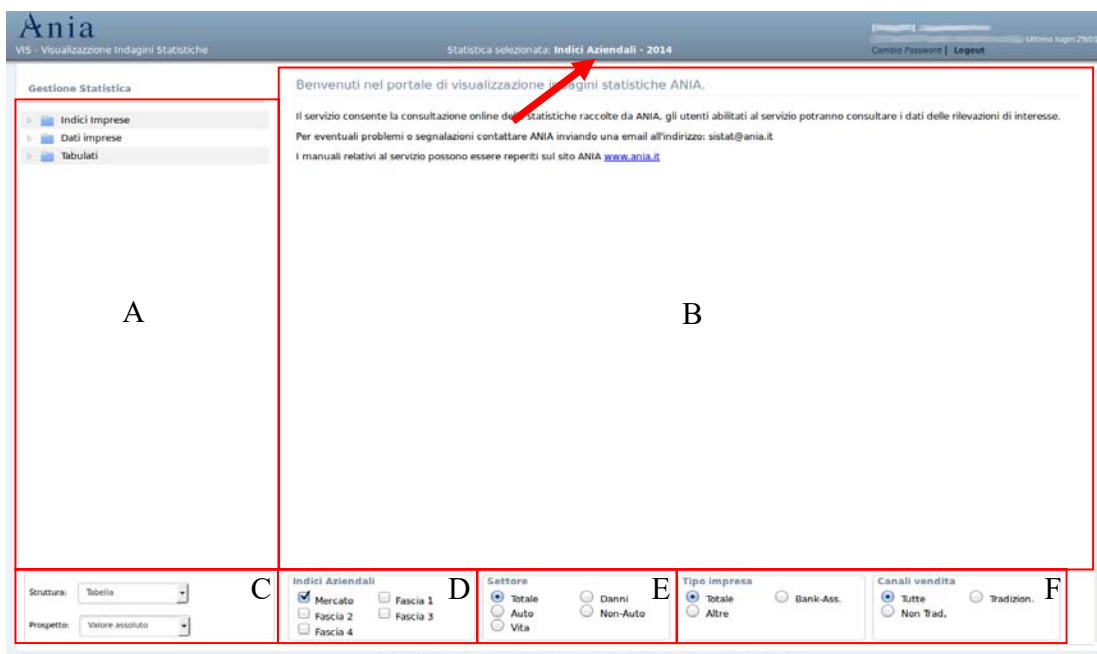 Ania
VIS - Visualizzazione Indagini Statistiche
Statistica selezionata: Indici Aziendali - 2014
Ultimo login:29/01
Cambio Password | Logout
Gestione Statistica
Indici Imprese
Dati imprese
Tabulati
A
Benvenuti nel portale di visualizzazione indagini statistiche ANIA.
Il servizio consente la consultazione online delle statistiche raccolte da ANIA, gli utenti abilitati al servizio potranno consultare i dati delle rilevazioni di interesse.
Per eventuali problemi o segnalazioni contattare ANIA inviando una email all'indirizzo: sistat@ania.it
I manuali relativi al servizio possono essere reperiti sul sito ANIA www.ania.it
B
Struttura: Tabella
Prospetto: Valore assoluto
C
Indici Aziendali
Mercato Fascia 1
Fascia 2 Fascia 3
Fascia 4
D
Settore
Totale Danni
Auto Non-Auto
Vita
E
Tipo impresa
Totale Bank-Ass.
Altre
Canali vendita
Tutte Tradizion.
Non Trad.
F